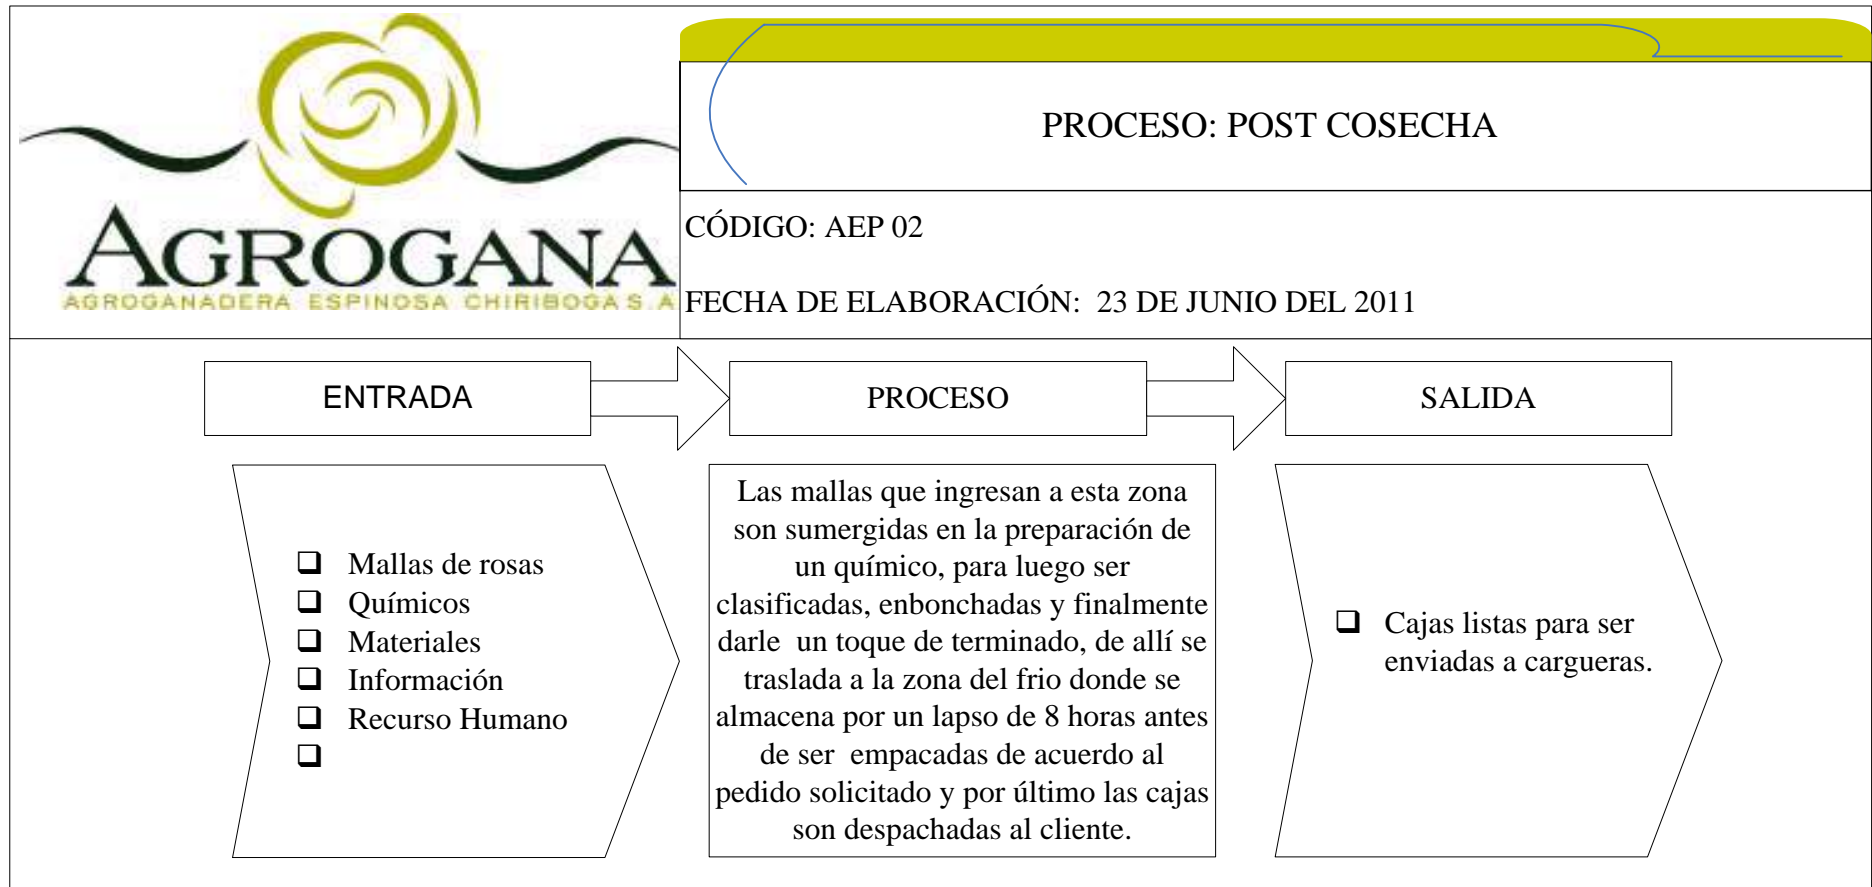 AGROGANA
AGROGANADERA ESPINOSA CHIRIBOGA S.A
PROCESO: POST COSECHA
CÓDIGO: AEP 02
FECHA DE ELABORACIÓN:  23 DE JUNIO DEL 2011
ENTRADA
PROCESO
SALIDA
❑ Mallas de rosas
❑ Químicos
❑ Materiales
❑ Información
❑ Recurso Humano
❑
Las mallas que ingresan a esta zona
son sumergidas en la preparación de
un químico, para luego ser
clasificadas, enbonchadas y finalmente
darle  un toque de terminado, de allí se
traslada a la zona del frio donde se
almacena por un lapso de 8 horas antes
de ser  empacadas de acuerdo al
pedido solicitado y por último las cajas
son despachadas al cliente.
❑ Cajas listas para ser
enviadas a cargueras.